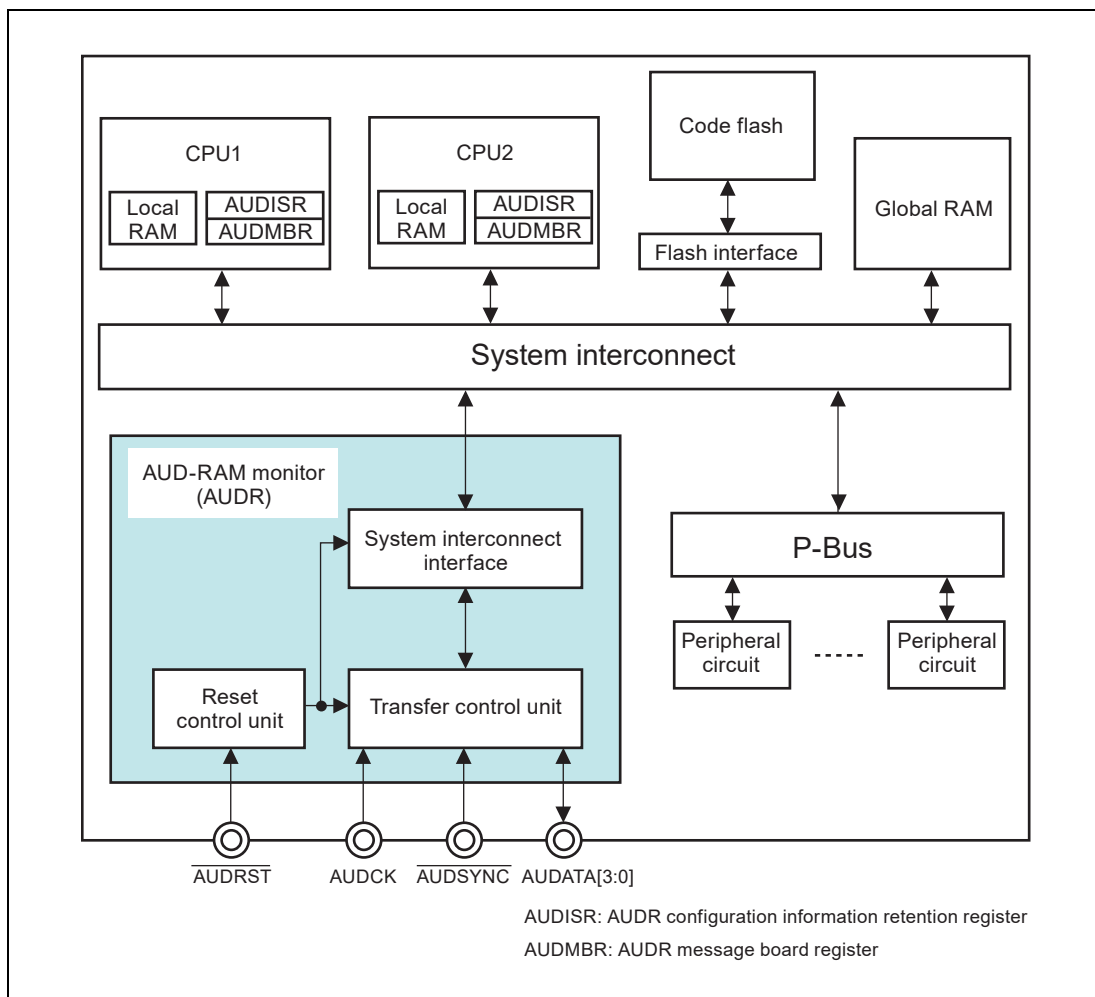 CPU1
Local
RAM
AUDISR
AUDMBR
CPU2
Local
RAM
AUDISR
AUDMBR
Code flash
Flash interface
Global RAM
System interconnect
AUD-RAM monitor
(AUDR)
System interconnect
interface
Reset
control unit
Transfer control unit
P-Bus
Peripheral
circuit
Peripheral
circuit
AUDRST
AUDCK
AUDSYNC
AUDATA[3:0]
AUDISR: AUDR configuration information retention register
AUDMBR: AUDR message board register